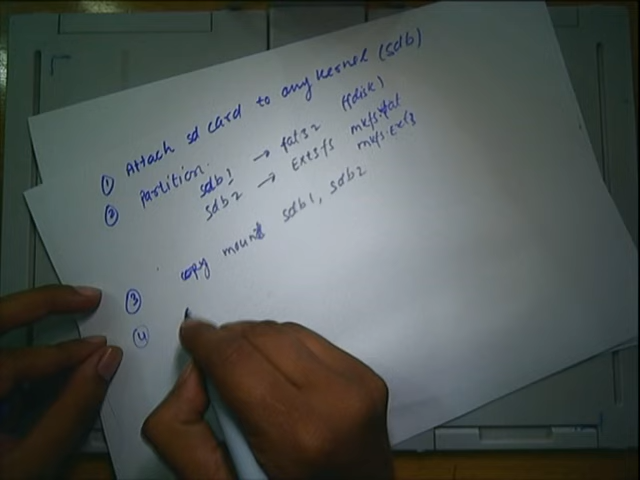 ① Attach sd card to any kernel (sdb)
② Partition.
sdb1 → fat32 (fdisk)
sdb2 → Ext3fs mkfs.fat
mkfs.ext3
③ copy mount sdb1, sdb2
④